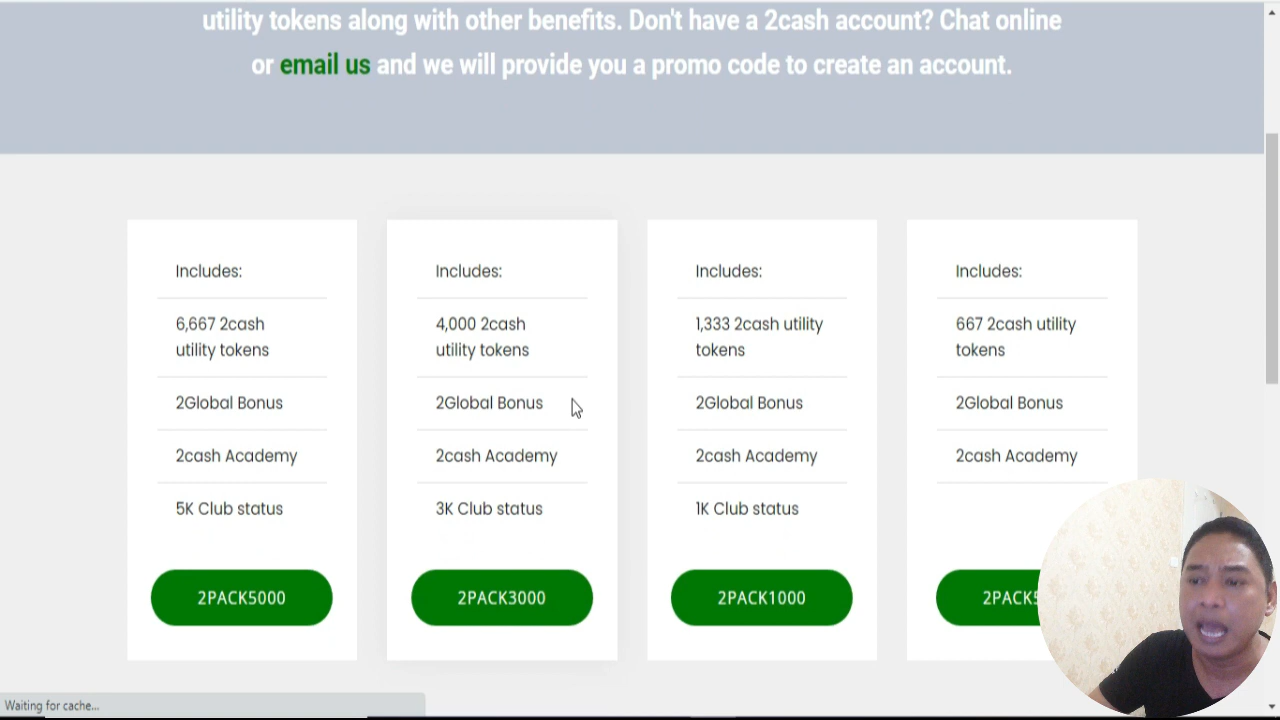 utility tokens along with other benefits. Don't have a 2cash account? Chat online
or email us and we will provide you a promo code to create an account.
Includes:
6,667 2cash
utility tokens
2Global Bonus
2cash Academy
5K Club status
2PACK5000
Includes:
4,000 2cash
utility tokens
2Global Bonus
2cash Academy
3K Club status
2PACK3000
Includes:
1,333 2cash utility
tokens
2Global Bonus
2cash Academy
1K Club status
2PACK1000
Includes:
667 2cash utility
tokens
2Global Bonus
2cash Academy
Waiting for cache...